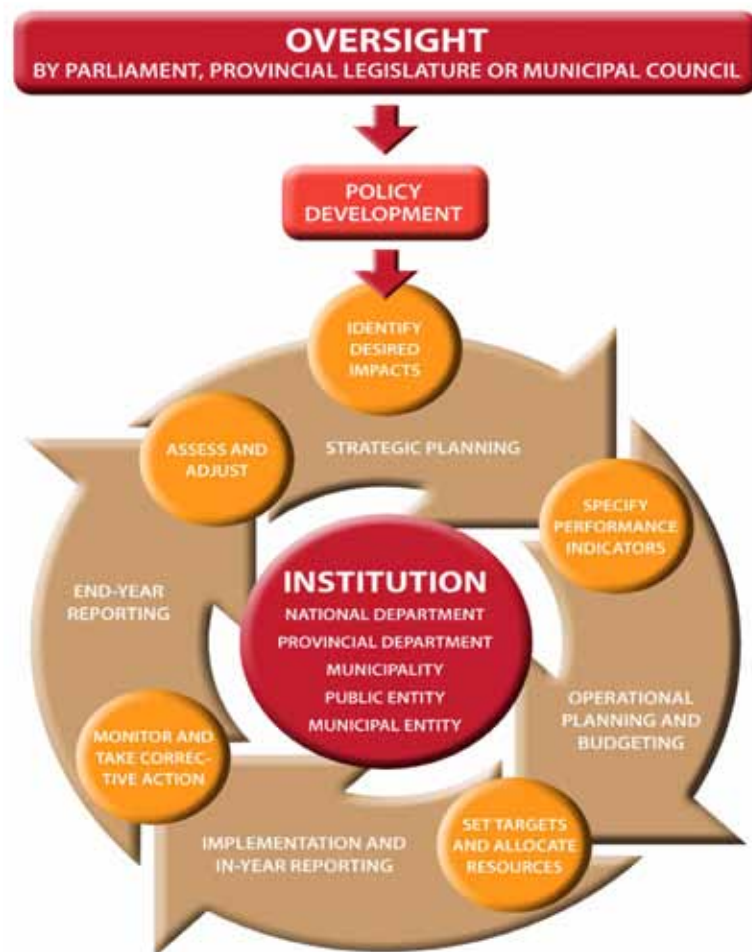 OVERSIGHT
BY PARLIAMENT, PROVINCIAL LEGISLATURE OR MUNICIPAL COUNCIL
POLICY
DEVELOPMENT
IDENTIFY
DESIRED
IMPACTS
ASSESS AND
ADJUST
STRATEGIC PLANNING
SPECIFY
PERFORMANCE
INDICATORS
INSTITUTION
NATIONAL DEPARTMENT
PROVINCIAL DEPARTMENT
MUNICIPALITY
PUBLIC ENTITY
MUNICIPAL ENTITY
END-YEAR
REPORTING
OPERATIONAL
PLANNING AND
BUDGETING
MONITOR AND
TAKE CORREC-
TIVE ACTION
IMPLEMENTATION AND
IN-YEAR REPORTING
SET TARGETS
AND ALLOCATE
RESOURCES